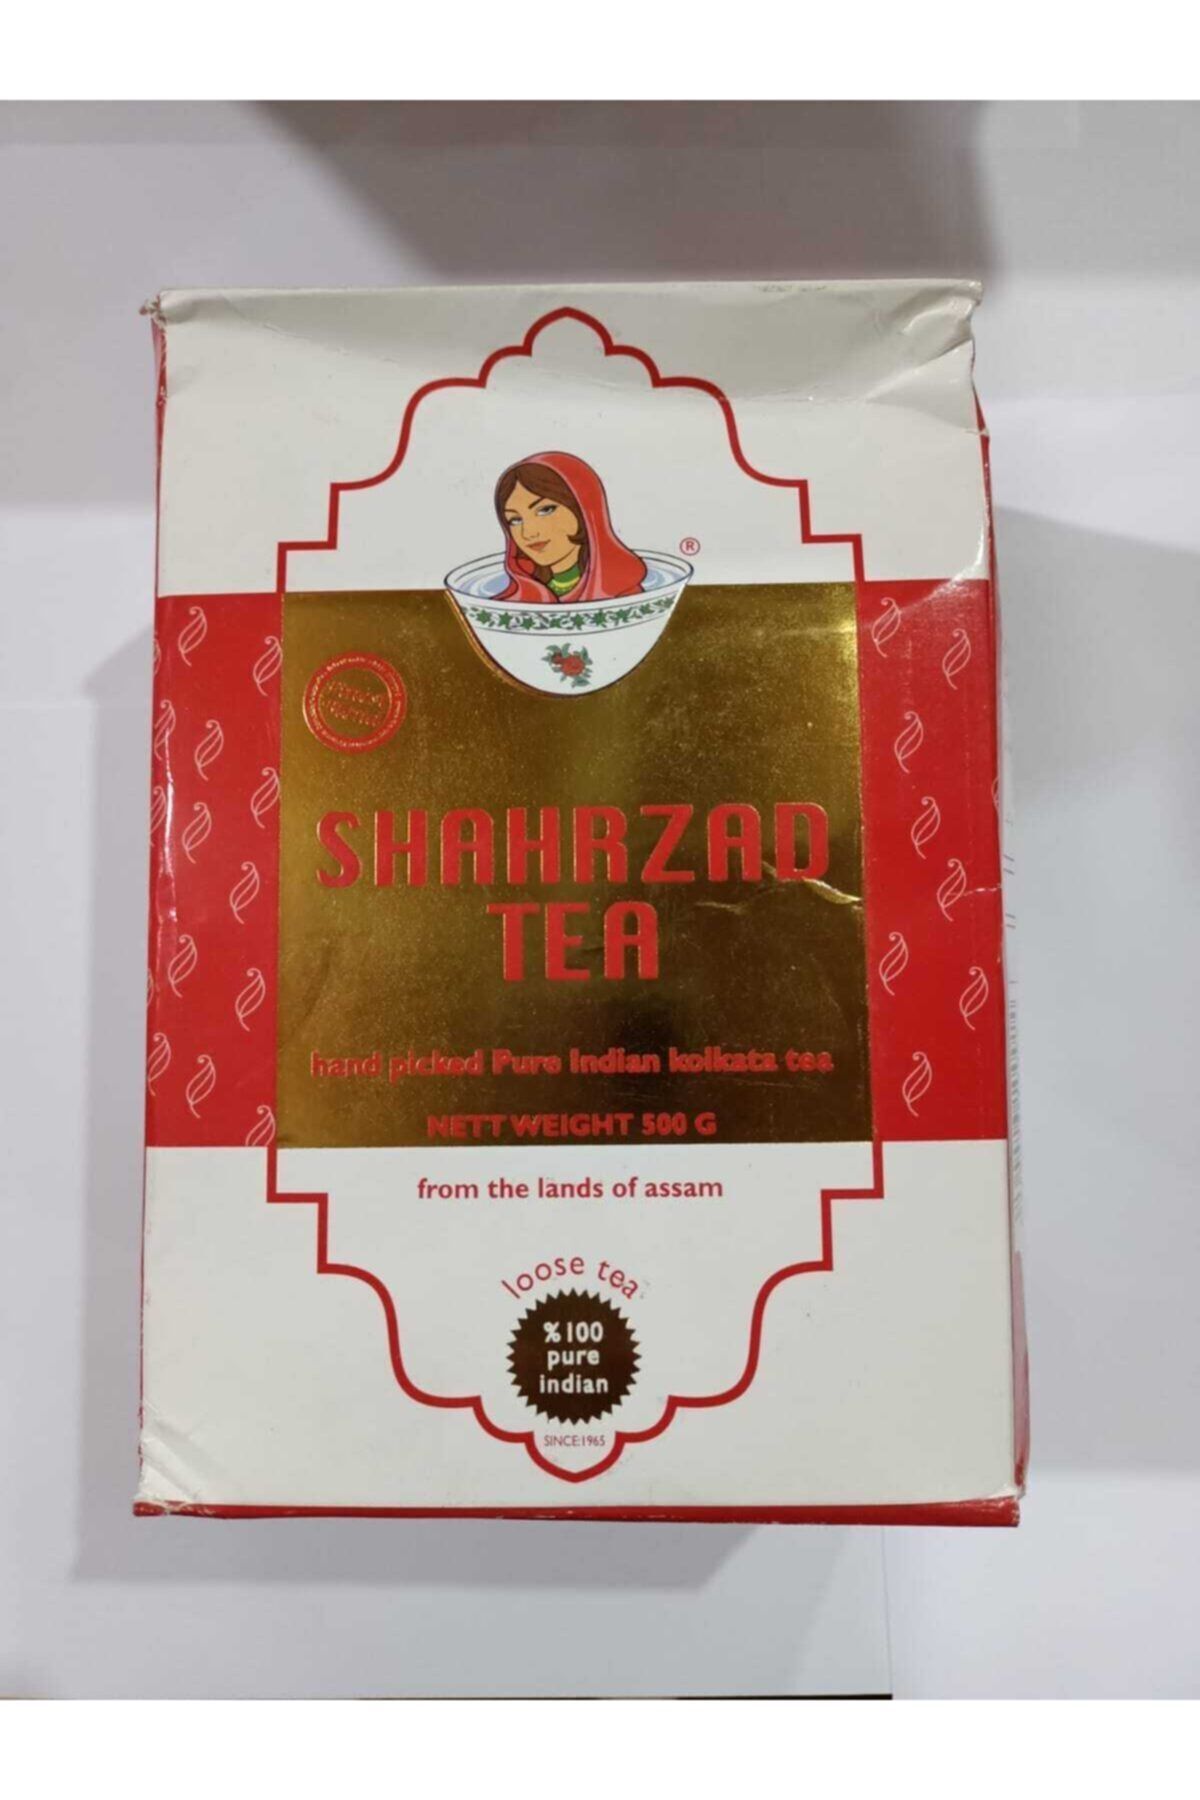 ®
SHAHRZAD
TEA
hand picked Pure Indian kolkata tea
NETT WEIGHT 500 G
from the lands of assam
loose tea
%100
pure
indian
SINCE:1965